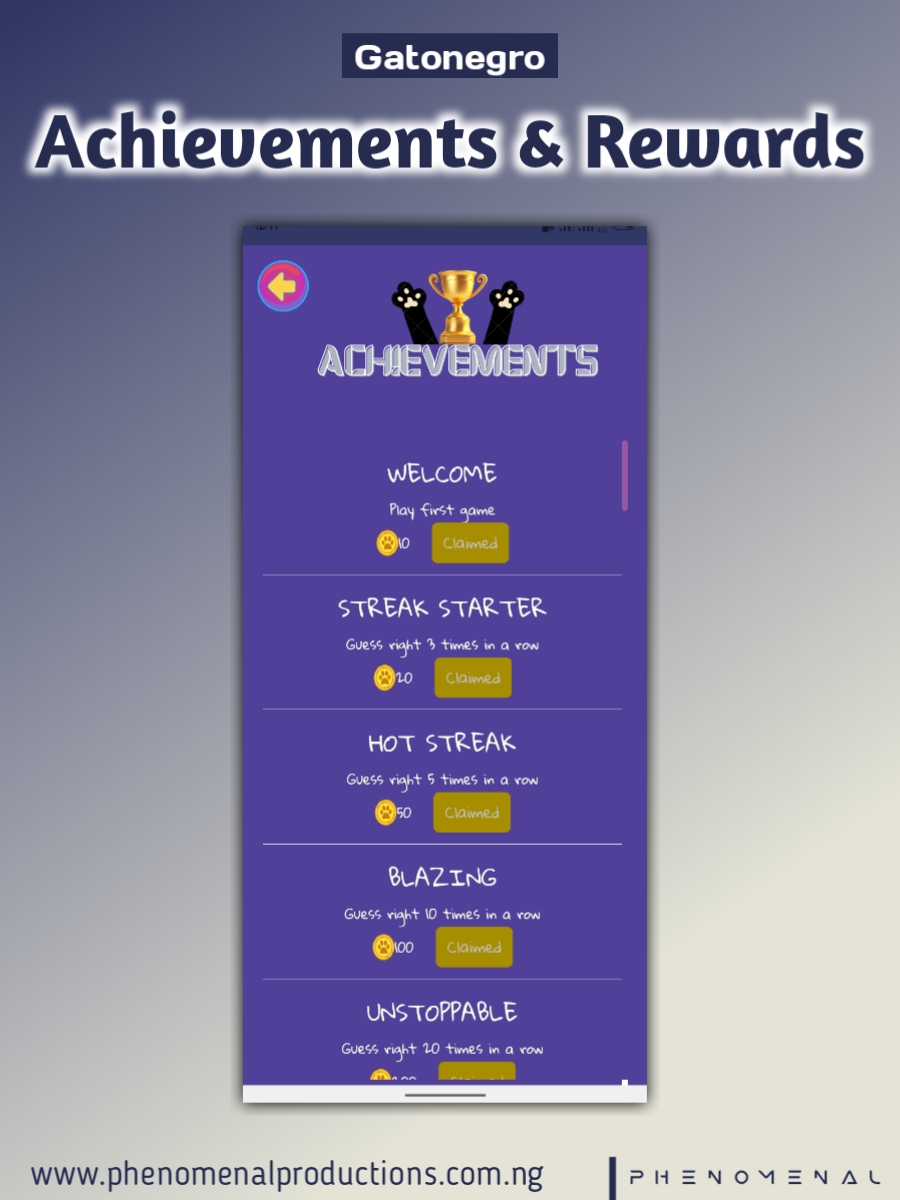 Gatonegro
Achievements & Rewards
ACHIEVEMENTS
WELCOME
Play first game
10 Claimed
STREAK STARTER
Guess right 3 times in a row
20 Claimed
HOT STREAK
Guess right 5 times in a row
50 Claimed
BLAZING
Guess right 10 times in a row
100 Claimed
UNSTOPPABLE
Guess right 20 times in a row
www.phenomenalproductions.com.ng
PHENOMENAL